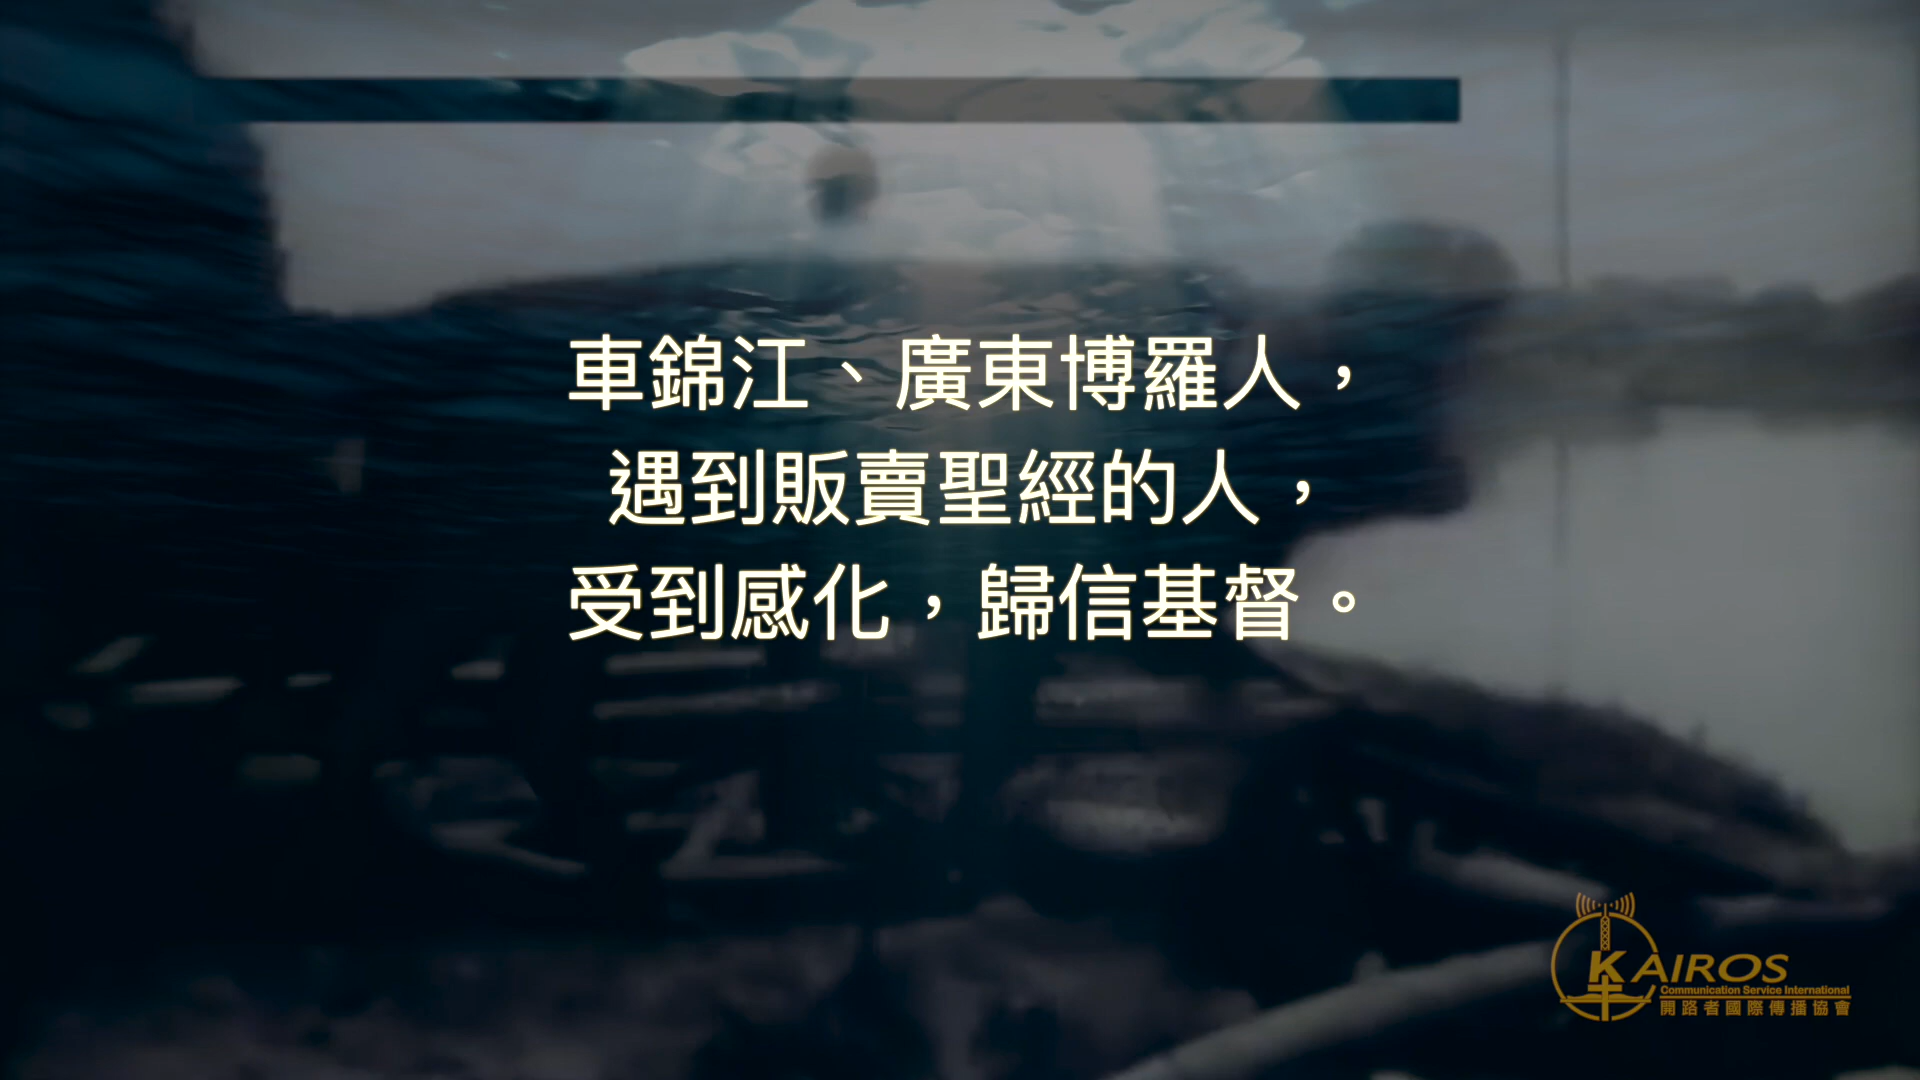 車錦江、廣東博羅人，
遇到販賣聖經的人，
受到感化，歸信基督。
KAIROS
Communication Service International
開路者國際傳播協會